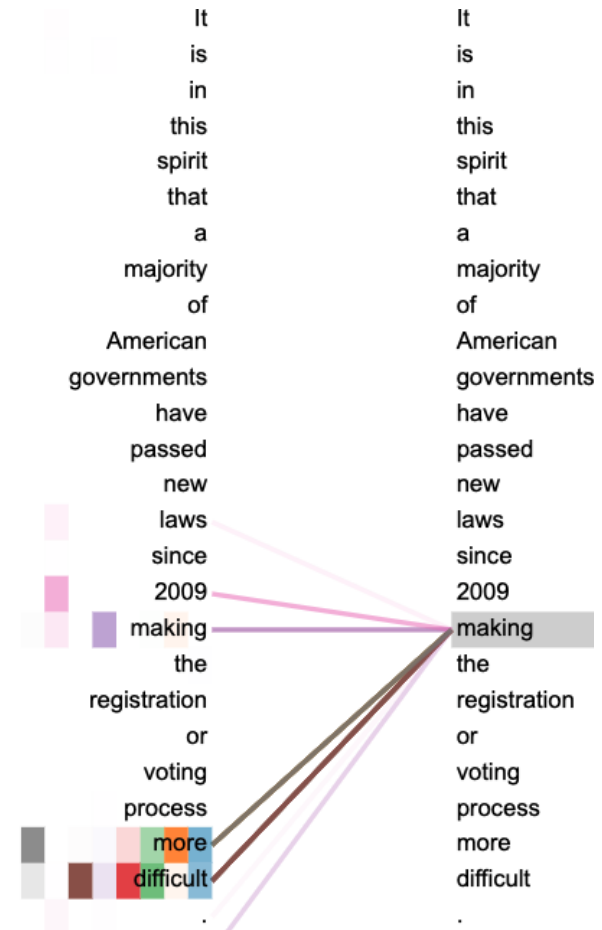 It It
is is
in in
this this
spirit spirit
that that
a a
majority majority
of of
American American
governments governments
have have
passed passed
new new
laws laws
since since
2009 2009
making making
the the
registration registration
or or
voting voting
process process
more more
difficult difficult
. .